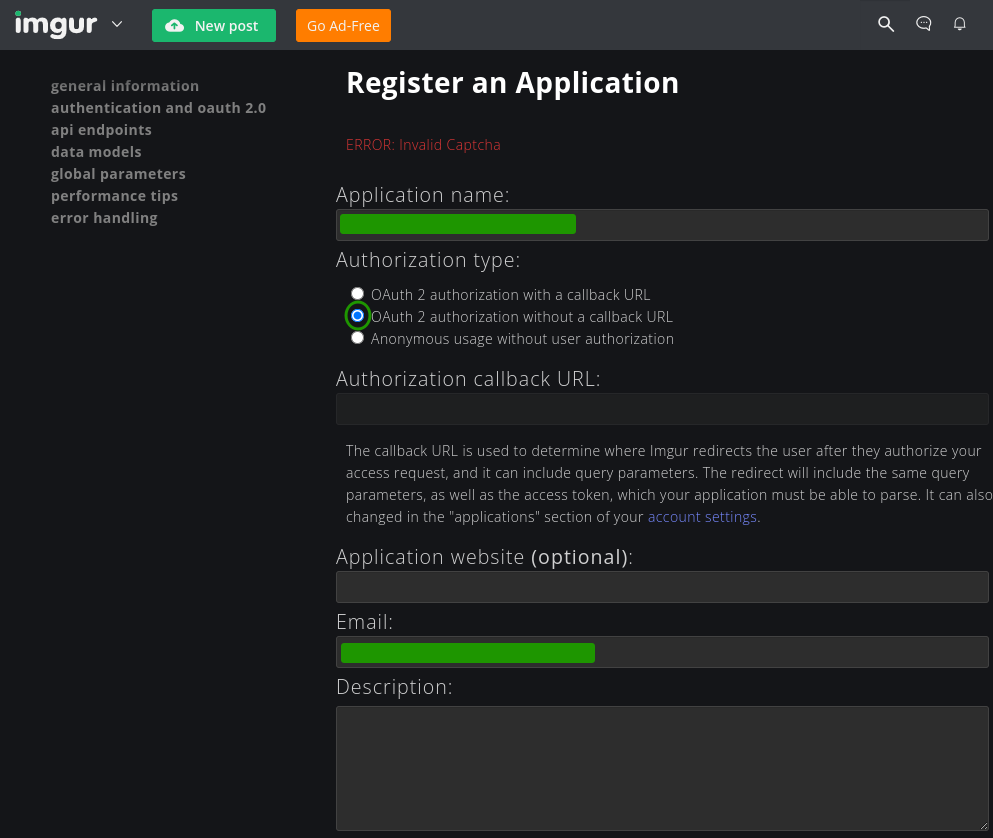 imgur
New post
Go Ad-Free
general information
authentication and oauth 2.0
api endpoints
data models
global parameters
performance tips
error handling
Register an Application
ERROR: Invalid Captcha
Application name:
Authorization type:
OAuth 2 authorization with a callback URL
OAuth 2 authorization without a callback URL
Anonymous usage without user authorization
Authorization callback URL:
The callback URL is used to determine where Imgur redirects the user after they authorize your
access request, and it can include query parameters. The redirect will include the same query
parameters, as well as the access token, which your application must be able to parse. It can also
changed in the "applications" section of your account settings.
Application website (optional):
Email:
Description: